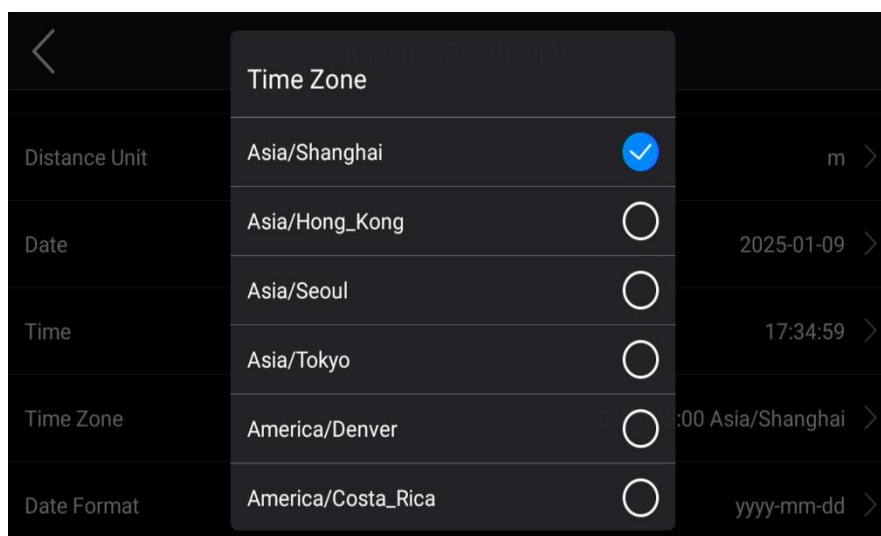 Time Zone
Distance Unit
Asia/Shanghai
m
Asia/Hong_Kong
Date
2025-01-09
Asia/Seoul
Time
17:34:59
Asia/Tokyo
Time Zone
:00 Asia/Shanghai
America/Denver
Date Format
America/Costa_Rica
yyyy-mm-dd